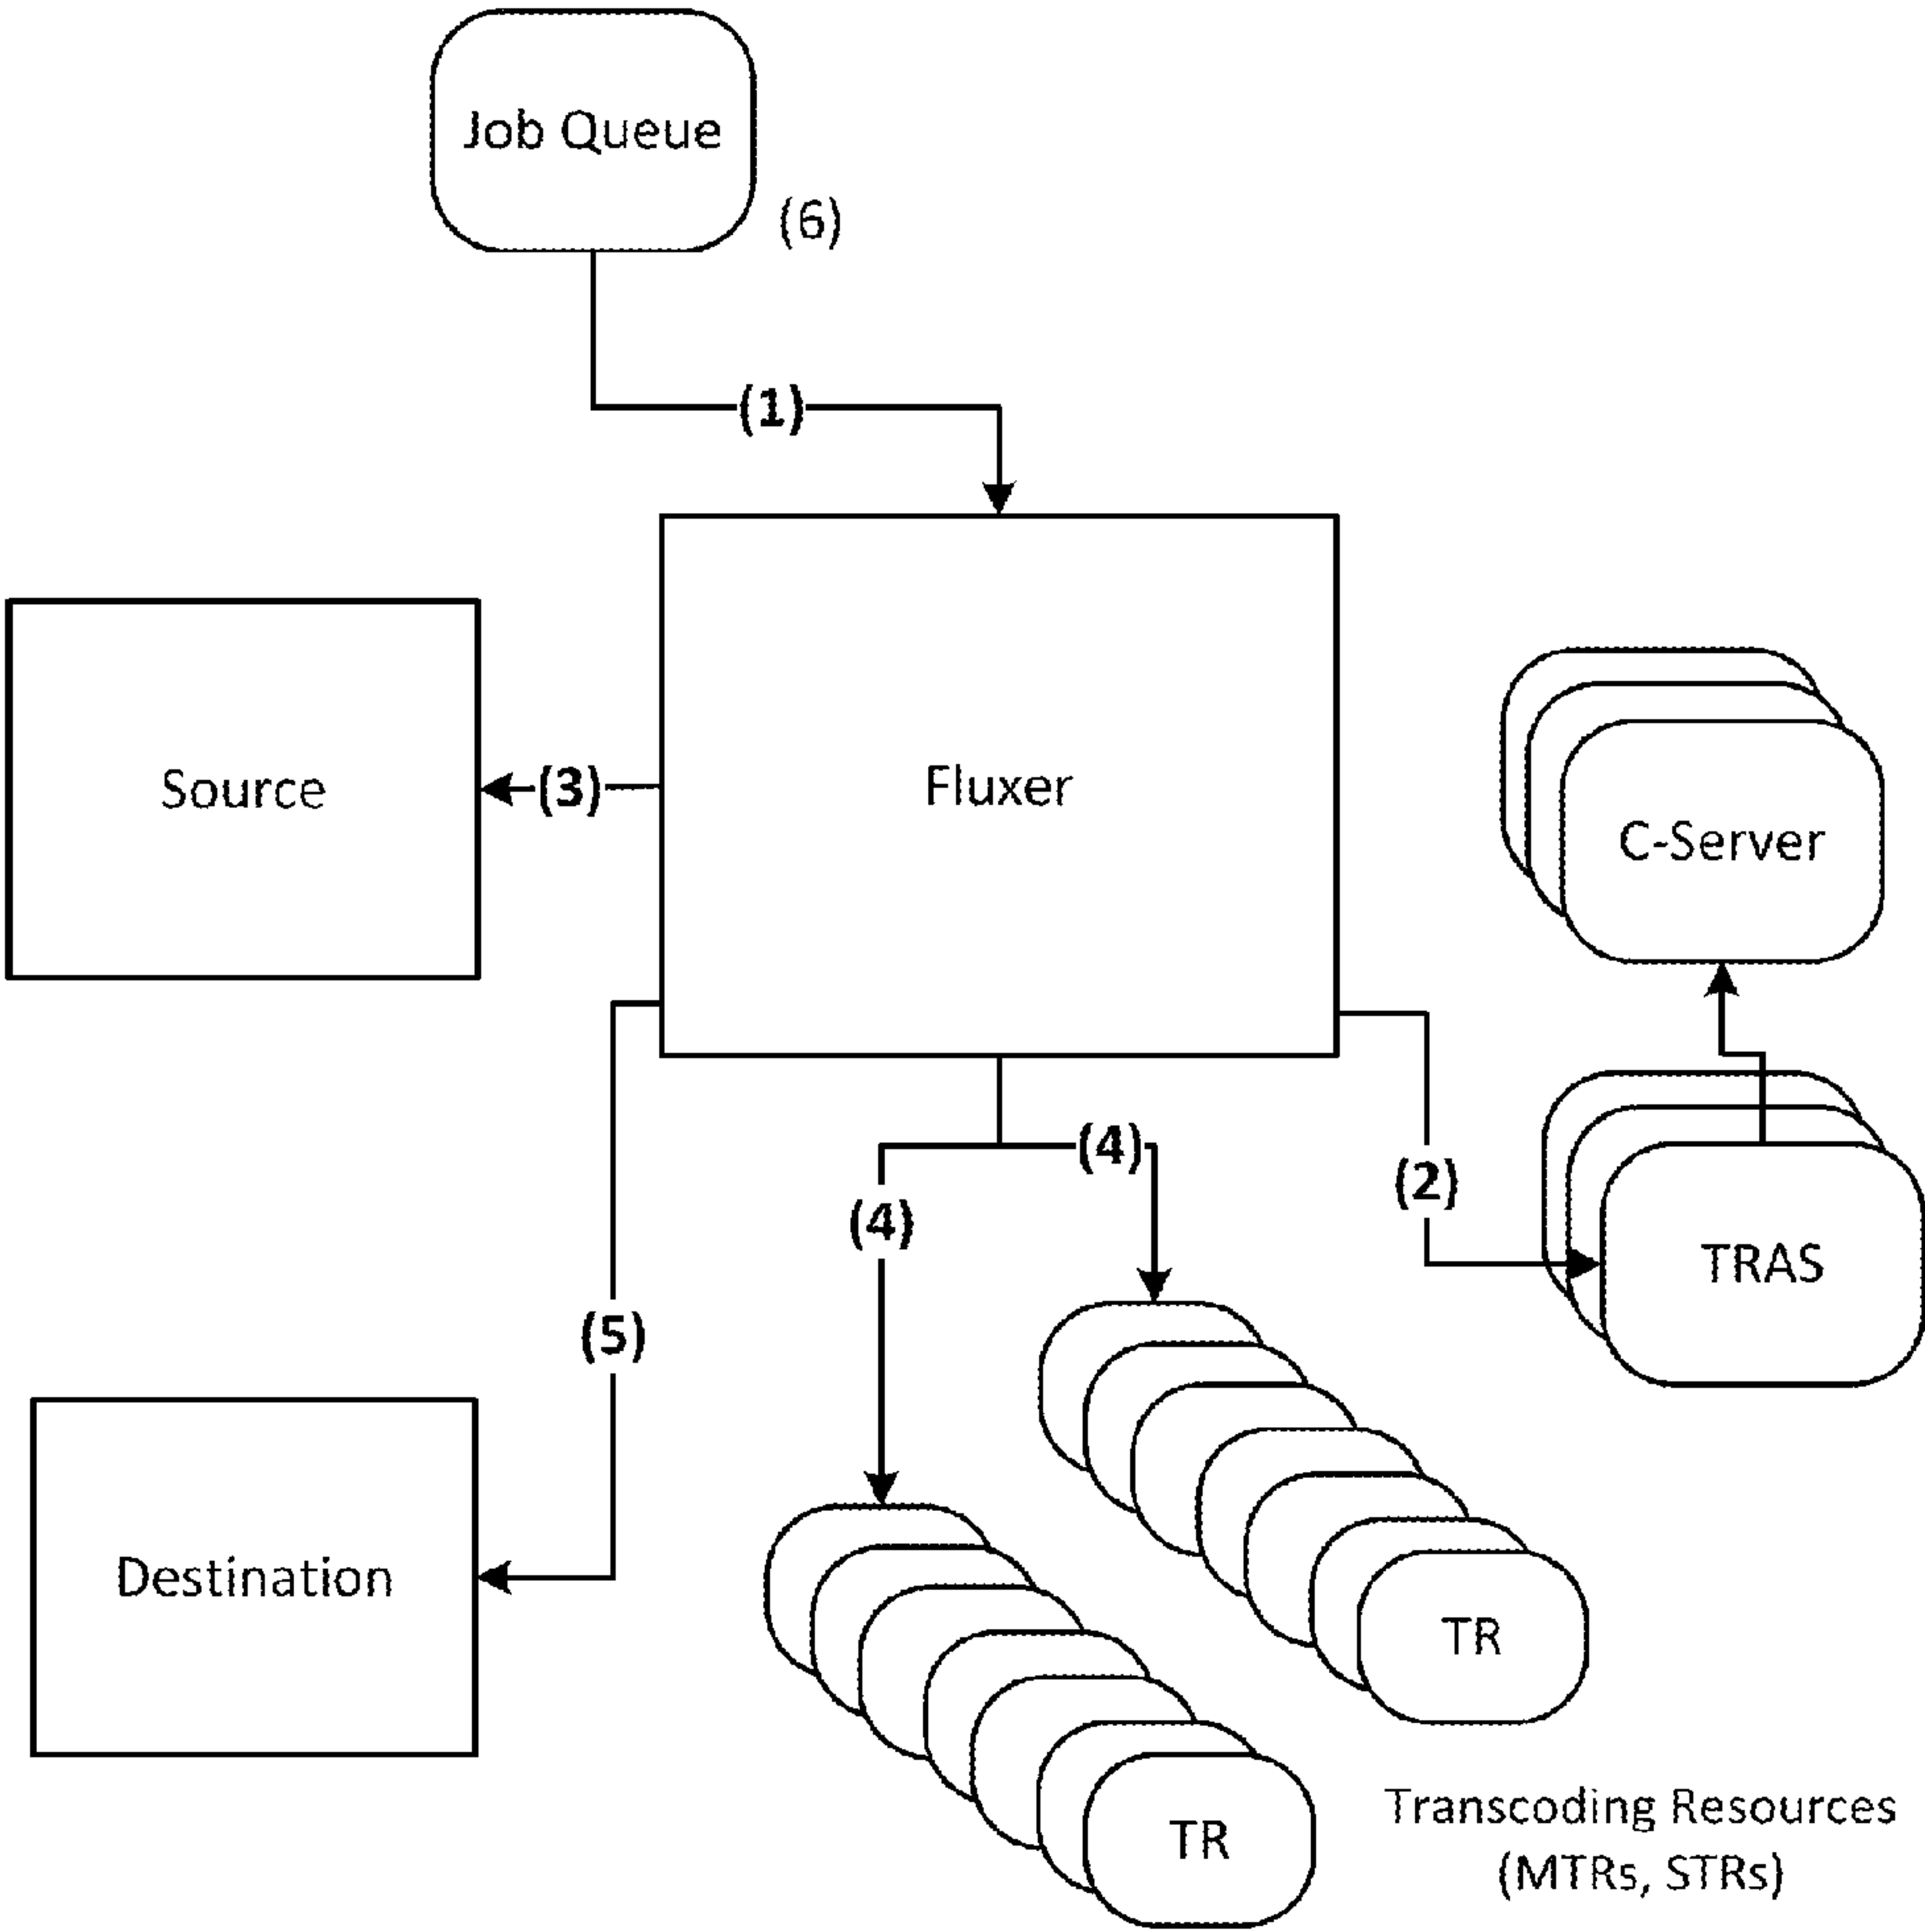 Job Queue
(6)
(1)
Source
(3)
Fluxer
C-Server
(4)
(2)
(4)
TRAS
(5)
Destination
TR
TR
Transcoding Resources
(MTRs, STRs)